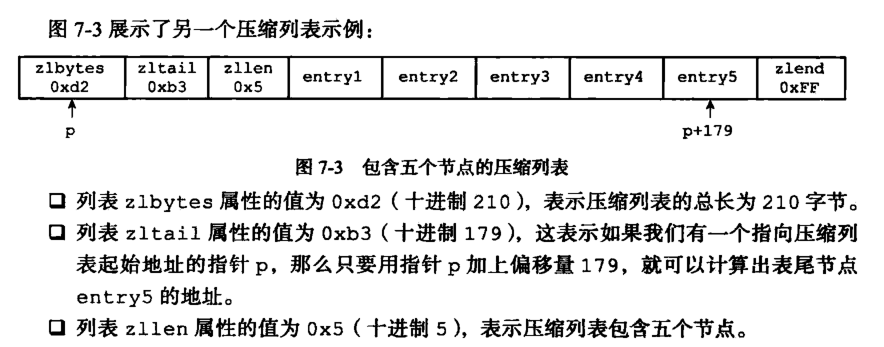 图 7-3 展示了另一个压缩列表示例：
zlbytes zltail zllen entry1 entry2 entry3 entry4 entry5 zlend
0xd2 0xb3 0x5 0xFF
p p+179
图 7-3 包含五个节点的压缩列表
❑ 列表 zlbytes 属性的值为 0xd2（十进制 210），表示压缩列表的总长为 210 字节。
❑ 列表 zltail 属性的值为 0xb3（十进制 179），这表示如果我们有一个指向压缩列
表起始地址的指针 p，那么只要用指针 p 加上偏移量 179，就可以计算出表尾节点
entry5 的地址。
❑ 列表 zllen 属性的值为 0x5（十进制 5），表示压缩列表包含五个节点。